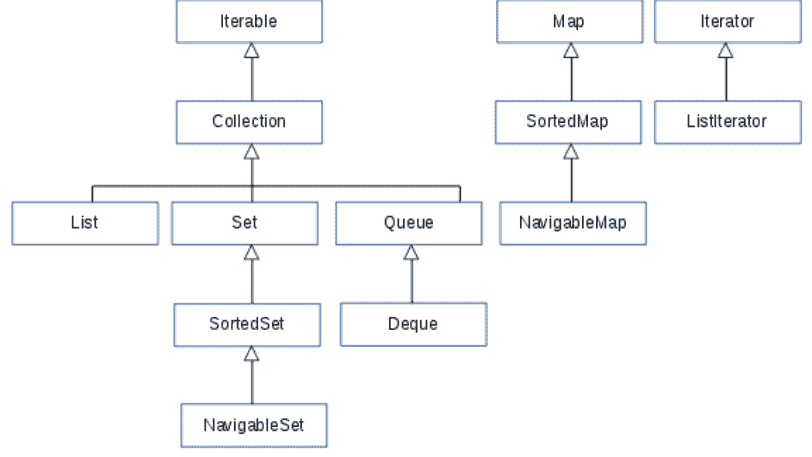 Iterable
Map
Iterator
Collection
SortedMap
ListIterator
List
Set
Queue
NavigableMap
SortedSet
Deque
NavigableSet